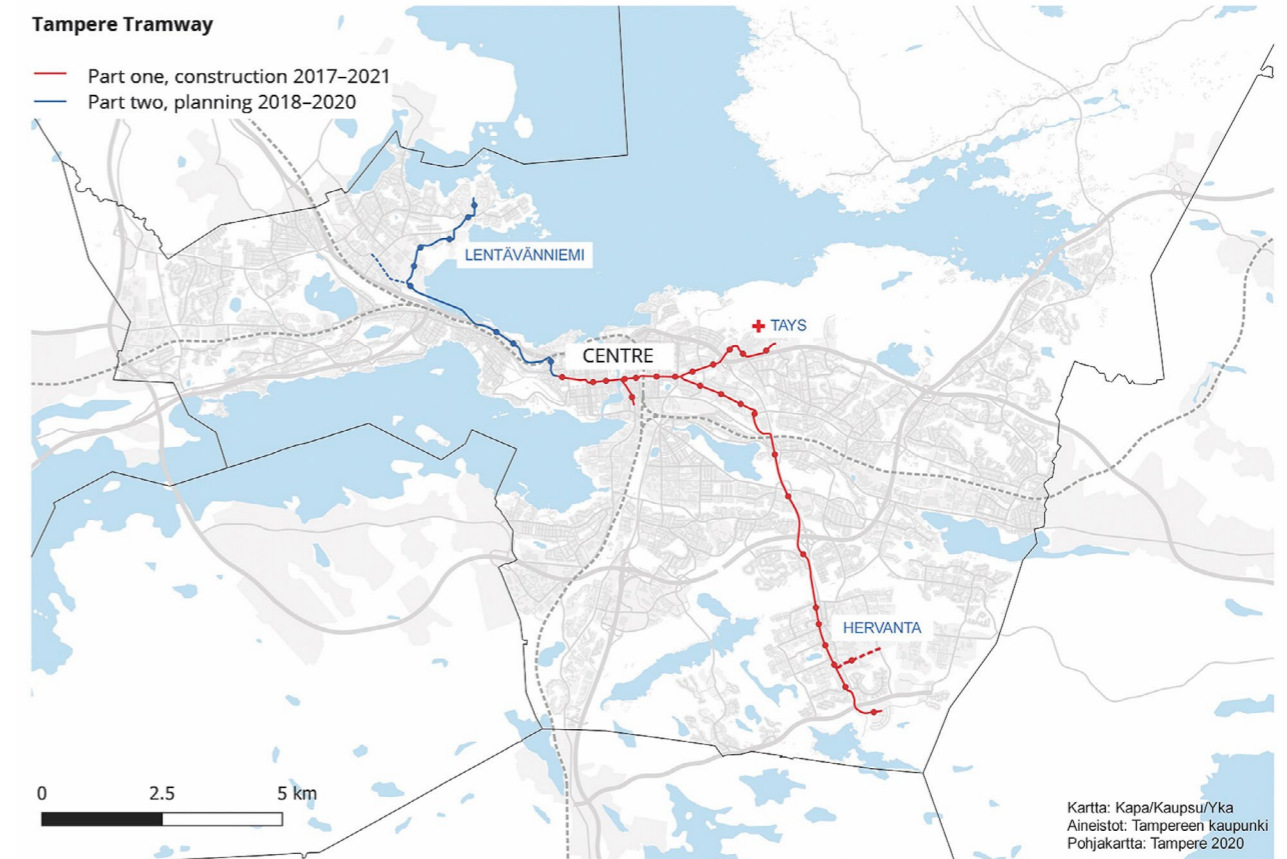 Tampere Tramway
Part one, construction 2017–2021
Part two, planning 2018–2020
LENTÄVÄNNIEMI
TAYS
CENTRE
HERVANTA
0 2.5 5 km
Kartta: Kapa/Kaupsu/Yka
Aineistot: Tampereen kaupunki
Pohjakartta: Tampere 2020